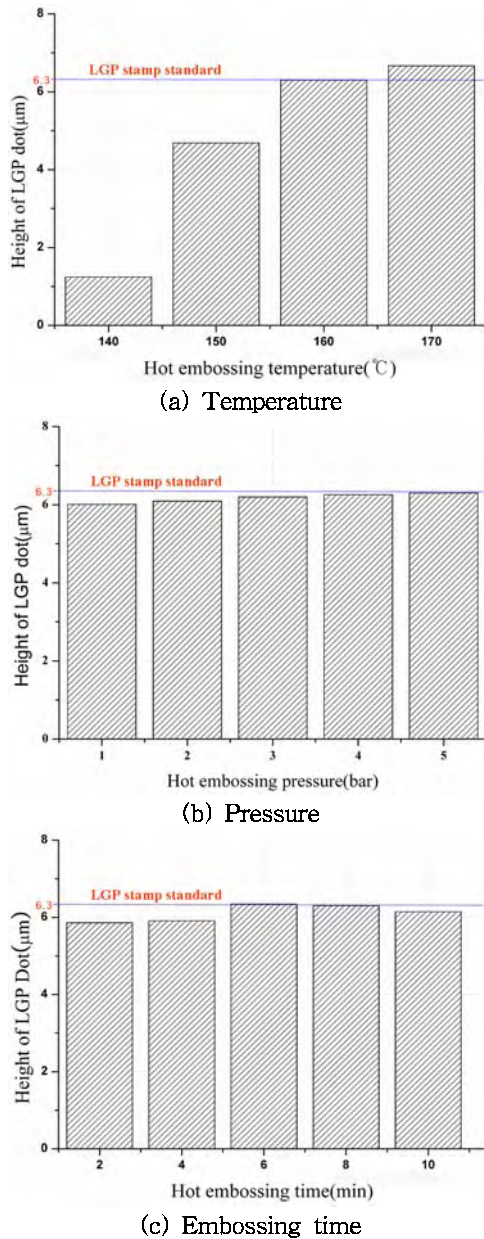 8
LGP stamp standard
6.3
6
4
2
0
Height of LGP dot(μm)
140 150 160 170
Hot embossing temperature(℃)
(a) Temperature
8
LGP stamp standard
6.3
6
4
2
0
Height of LGP dot(μm)
1 2 3 4 5
Hot embossing pressure(bar)
(b) Pressure
8
LGP stamp standard
6.3
6
4
2
0
Height of LGP Dot(μm)
2 4 6 8 10
Hot embossing time(min)
(c) Embossing time